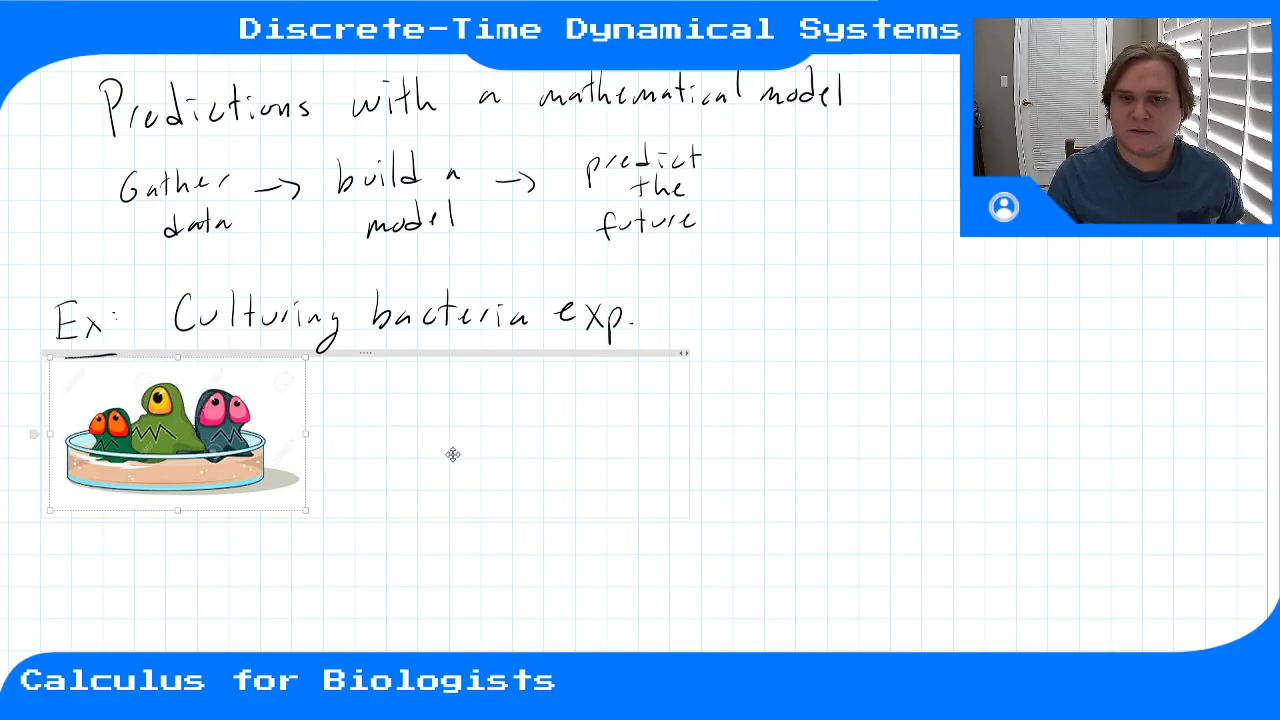 Discrete-Time Dynamical Systems
Predictions with a mathematical model
Gather data → build a model → predict the future
Ex: Culturing bacteria exp.
Calculus for Biologists